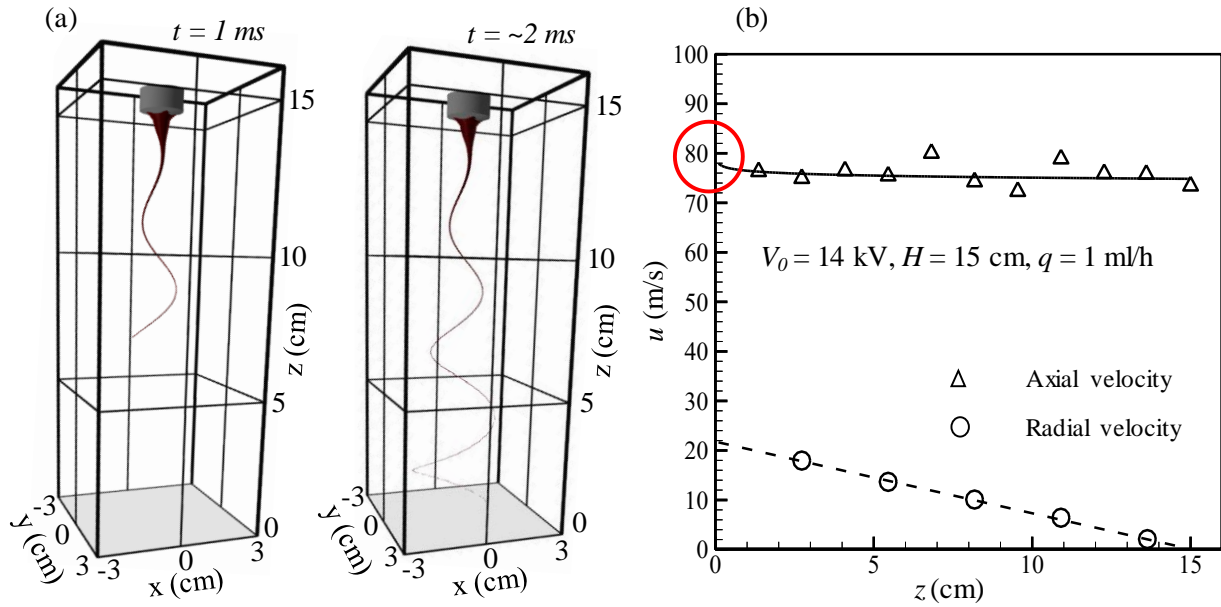 (a)
t = 1 ms
15
10
z (cm)
5
0
-3
0
3
y (cm)
-3
0
3
x (cm)
t = ~2 ms
15
10
z (cm)
5
0
-3
0
3
y (cm)
-3
0
3
x (cm)
(b)
100
90
80
70
60
50
40
30
20
10
0
u (m/s)
V0 = 14 kV, H = 15 cm, q = 1 ml/h
Axial velocity
Radial velocity
0
5
10
15
z (cm)